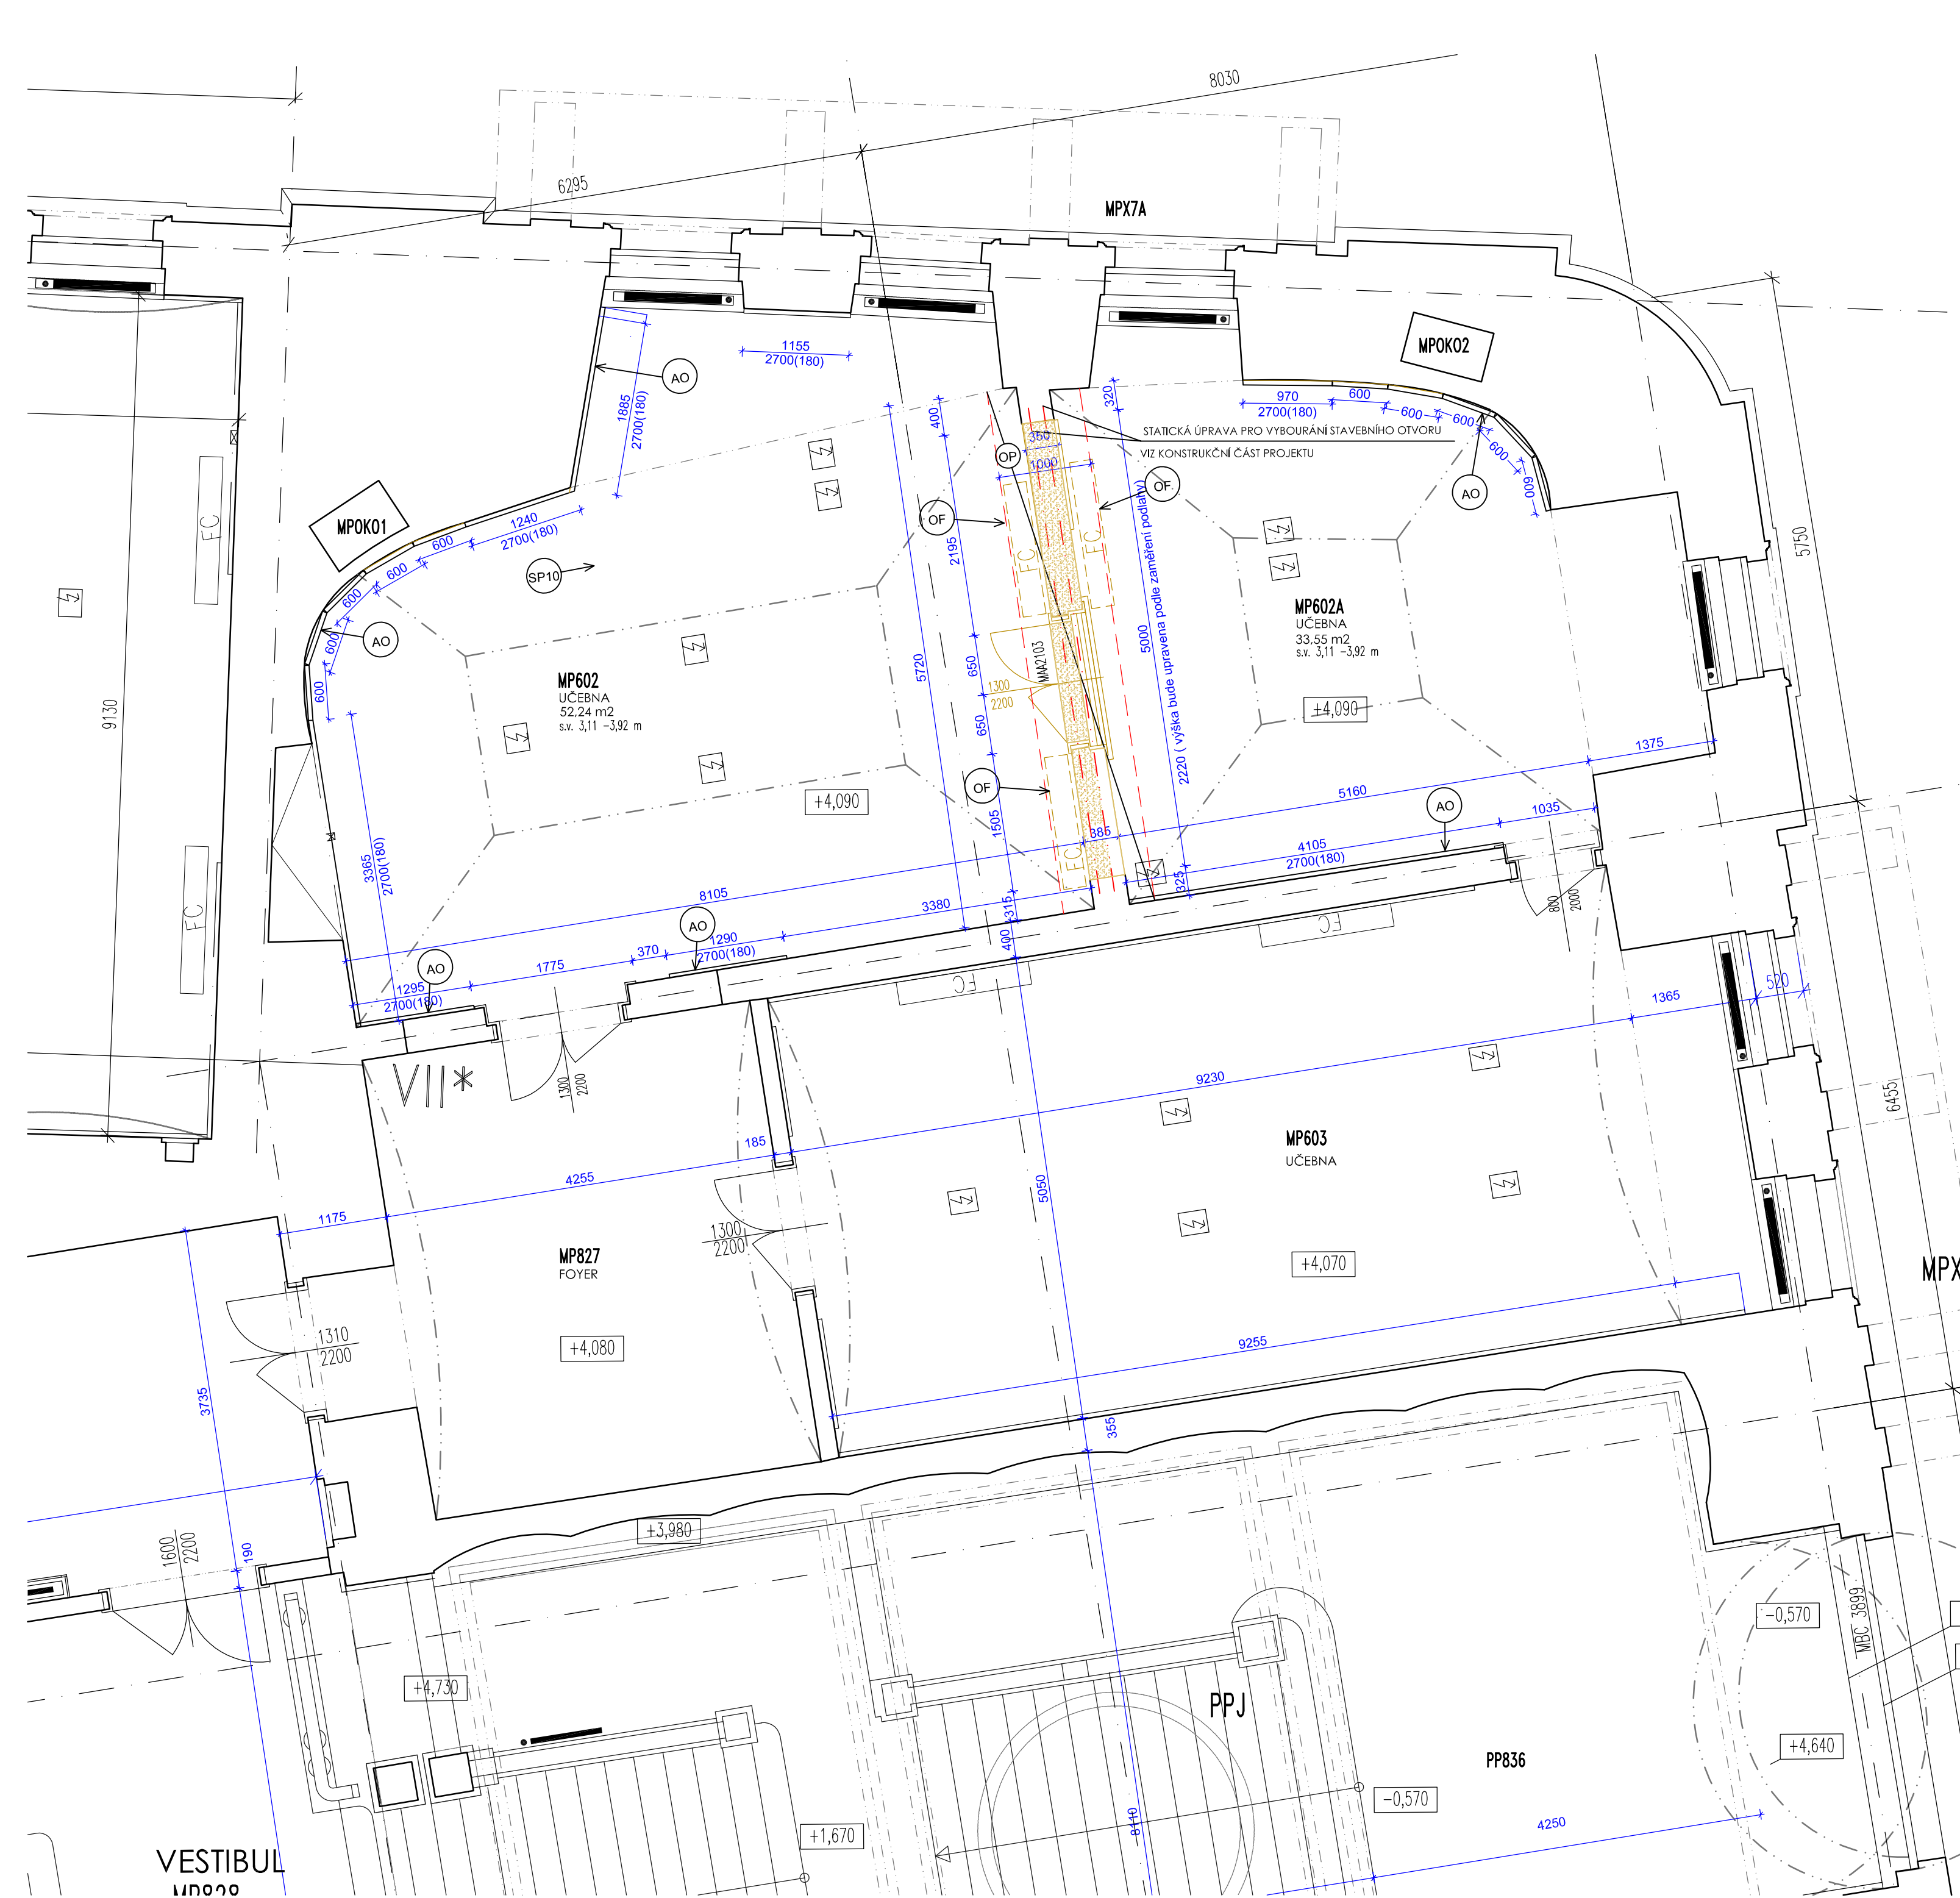 8030
6295
MPX7A
MPOK02
1155
2700(180)
AO
1885
2700(180)
400
320
970
2700(180)
600
600
600
600
600
AO
STATICKÁ ÚPRAVA PRO VYBOURÁNÍ STAVEBNÍHO OTVORU
VIZ KONSTRUKČNÍ ČÁST PROJEKTU
350
1000
OP
OF
OF
FC
FC
FC
MPOK01
1240
2700(180)
600
600
600
600
600
SP10
AO
2195
5750
9130
MP602
UČEBNA
52,24 m2
s.v. 3,11 -3,92 m
MP602A
UČEBNA
33,55 m2
s.v. 3,11 -3,92 m
5720
650
650
MAA2103
1300
2200
5000
2220 ( výška bude upravena podle zaměření podlahy)
+4,090
+4,090
1375
OF
1505
5160
AO
1035
385
4105
2700(180)
FC
325
3365
2700(180)
8105
3380
315
400
800
2000
FC
FC
FC
AO
370
1290
2700(180)
AO
1775
1295
2700(180)
1365
520
VII*
1300
2200
9230
6455
185
4255
MP603
UČEBNA
5050
1175
1300
2200
MP827
FOYER
+4,070
MPX
1310
2200
+4,080
9255
3735
355
+3,980
1600
2200
190
-0,570
MBC 3899
+4,730
PPJ
PP836
+4,640
-0,570
8110
4250
+1,670
VESTIBUL
MP828